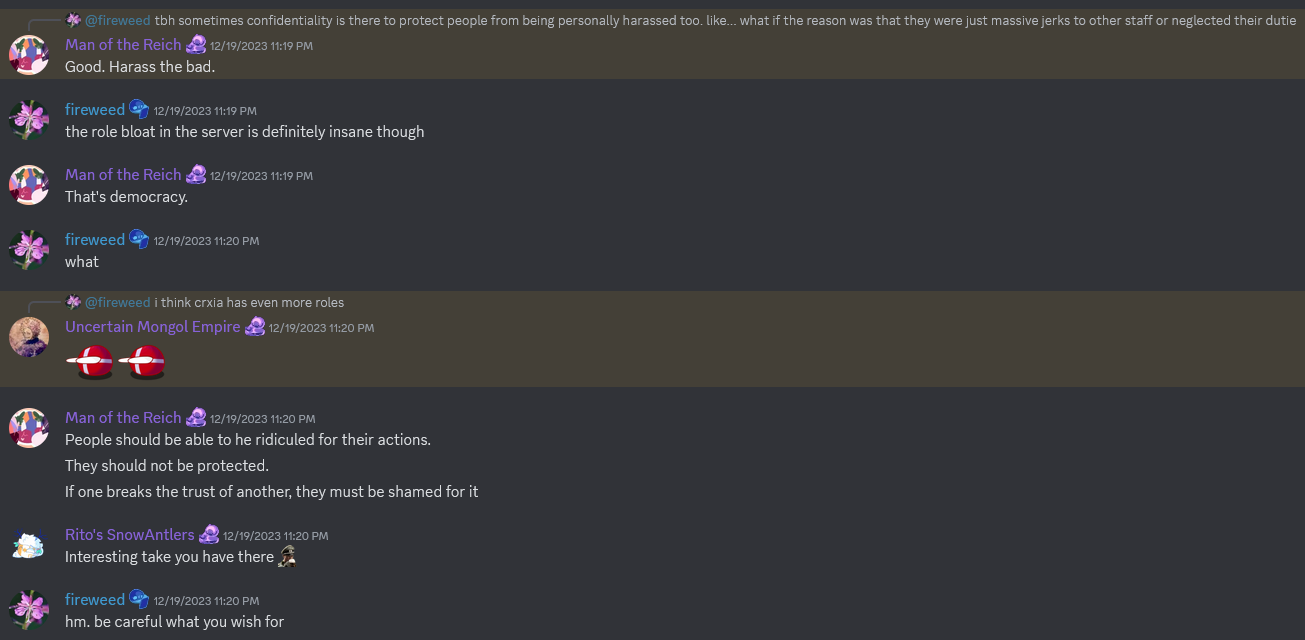 @fireweed tbh sometimes confidentiality is there to protect people from being personally harassed too. like... what if the reason was that they were just massive jerks to other staff or neglected their dutie
Man of the Reich 12/19/2023 11:19 PM
Good. Harass the bad.
fireweed 12/19/2023 11:19 PM
the role bloat in the server is definitely insane though
Man of the Reich 12/19/2023 11:19 PM
That's democracy.
fireweed 12/19/2023 11:20 PM
what
@fireweed i think crxia has even more roles
Uncertain Mongol Empire 12/19/2023 11:20 PM
Man of the Reich 12/19/2023 11:20 PM
People should be able to he ridiculed for their actions.
They should not be protected.
If one breaks the trust of another, they must be shamed for it
Rito's SnowAntlers 12/19/2023 11:20 PM
Interesting take you have there
fireweed 12/19/2023 11:20 PM
hm. be careful what you wish for